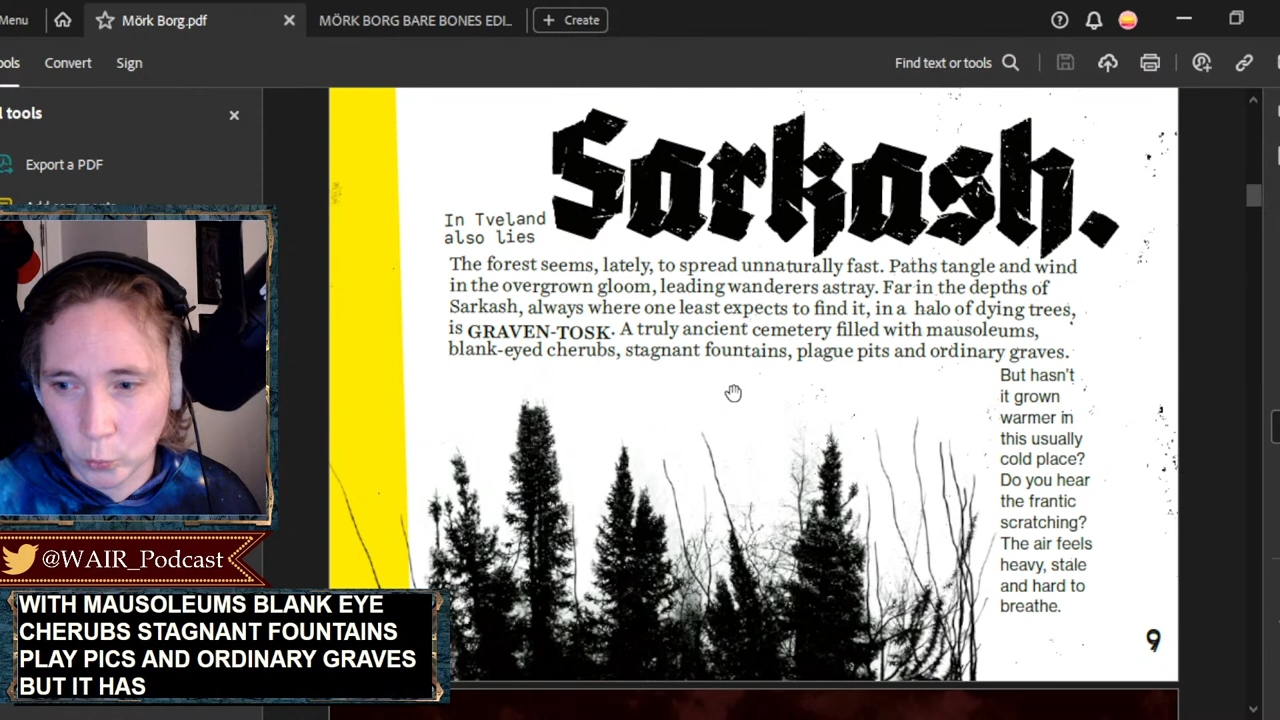 Menu
Mörk Borg.pdf
MÖRK BORG BARE BONES EDI...
Create
ols
Convert
Sign
Find text or tools
l tools
Export a PDF
Sarkash.
In Tveland
also lies
The forest seems, lately, to spread unnaturally fast. Paths tangle and wind
in the overgrown gloom, leading wanderers astray. Far in the depths of
Sarkash, always where one least expects to find it, in a halo of dying trees,
is GRAVEN-TOSK. A truly ancient cemetery filled with mausoleums,
blank-eyed cherubs, stagnant fountains, plague pits and ordinary graves.
But hasn't
it grown
warmer in
this usually
cold place?
Do you hear
the frantic
scratching?
The air feels
heavy, stale
and hard to
breathe.
9
@WAIR_Podcast
WITH MAUSOLEUMS BLANK EYE
CHERUBS STAGNANT FOUNTAINS
PLAY PICS AND ORDINARY GRAVES
BUT IT HAS